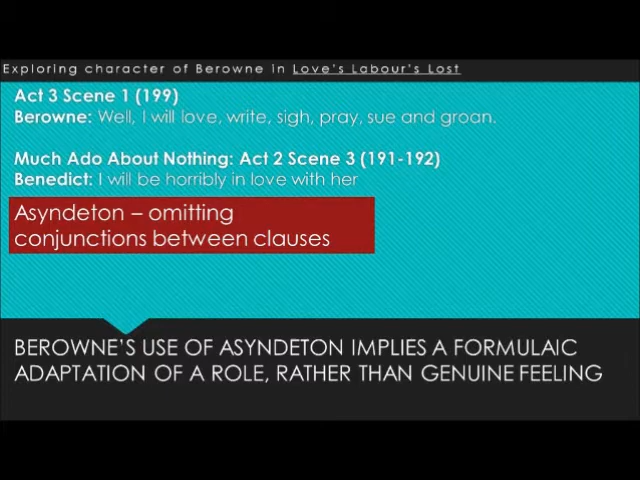 Exploring character of Berowne in Love's Labour's Lost
Act 3 Scene 1 (199)
Berowne: Well, I will love, write, sigh, pray, sue and groan.
Much Ado About Nothing: Act 2 Scene 3 (191-192)
Benedict: I will be horribly in love with her
Asyndeton – omitting
conjunctions between clauses
BEROWNE'S USE OF ASYNDETON IMPLIES A FORMULAIC
ADAPTATION OF A ROLE, RATHER THAN GENUINE FEELING